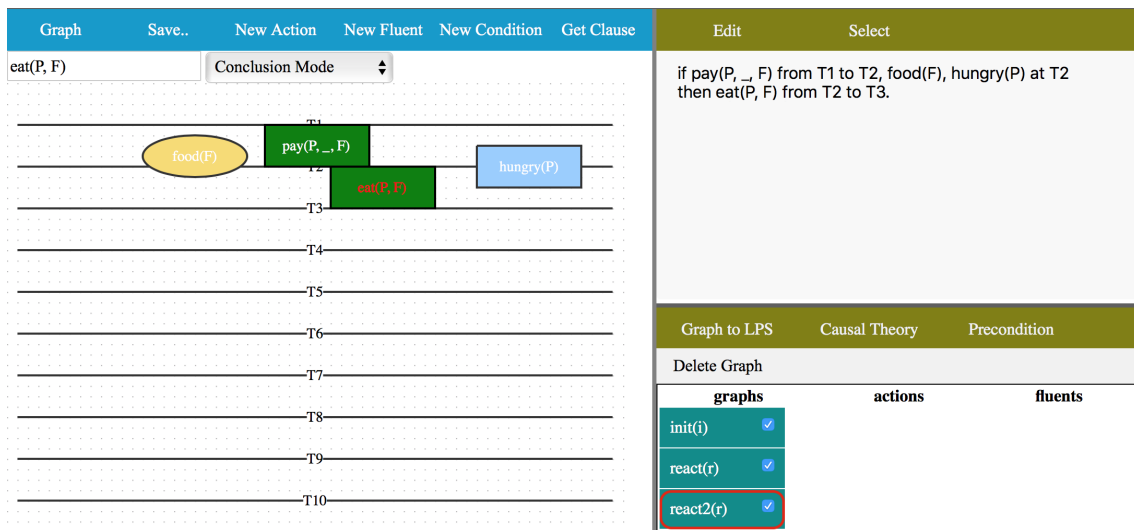 Graph Save.. New Action New Fluent New Condition Get Clause
eat(P, F) Conclusion Mode
T1
food(F) pay(P, _, F) hungry(P)
T2
eat(P, F)
T3
T4
T5
T6
T7
T8
T9
T10
Edit Select
if pay(P, _, F) from T1 to T2, food(F), hungry(P) at T2
then eat(P, F) from T2 to T3.
Graph to LPS Causal Theory Precondition
Delete Graph
graphs actions fluents
init(i)
react(r)
react2(r)